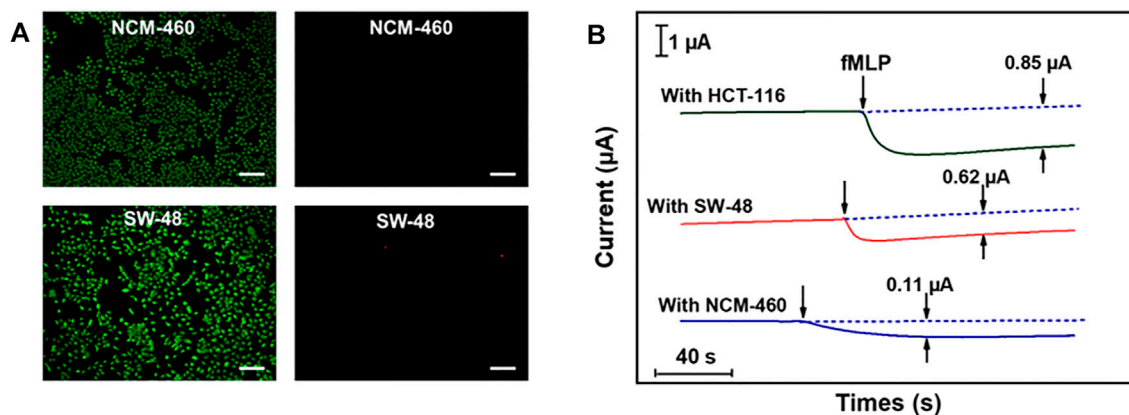 A
NCM-460
NCM-460
SW-48
SW-48
B
1 µA
fMLP
0.85 µA
With HCT-116
0.62 µA
With SW-48
0.11 µA
With NCM-460
40 s
Current (µA)
Times (s)